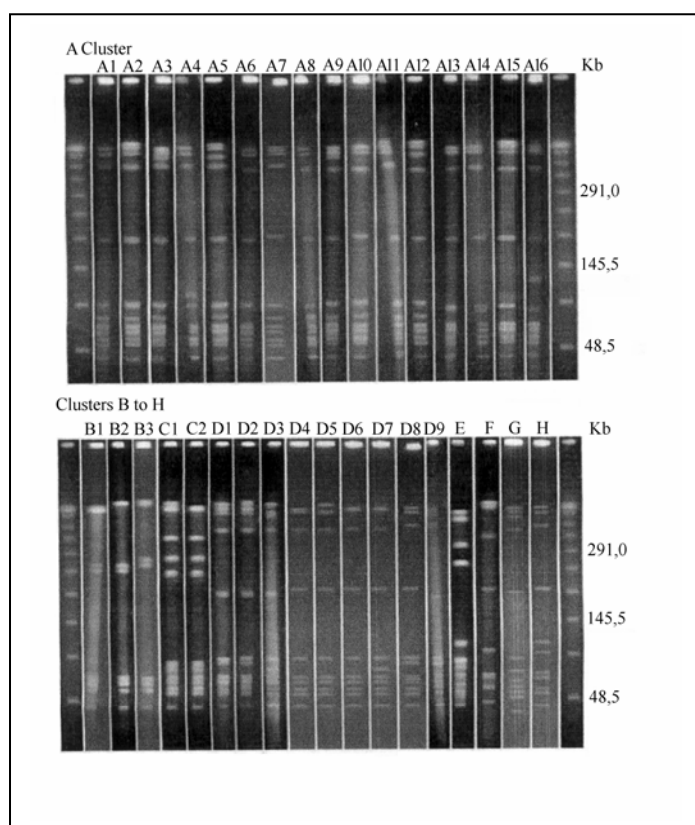 A Cluster
A1 A2 A3 A4 A5 A6 A7 A8 A9 A10 A11 A12 A13 A14 A15 A16 Kb
291,0
145,5
48,5
Clusters B to H
B1 B2 B3 C1 C2 D1 D2 D3 D4 D5 D6 D7 D8 D9 E F G H Kb
291,0
145,5
48,5